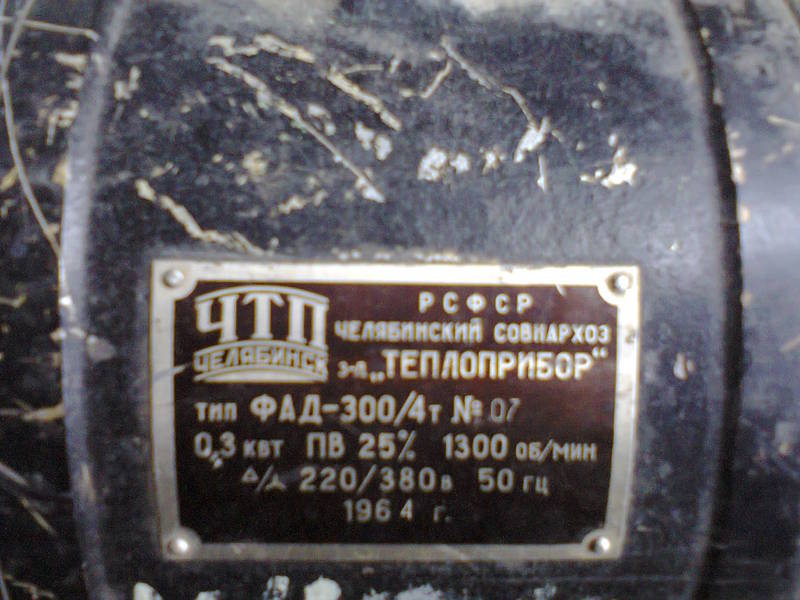 ЧТП
ЧЕЛЯБИНСК
РСФСР
ЧЕЛЯБИНСКИЙ СОВНАРХОЗ
з-д „ТЕПЛОПРИБОР“
тип ФАД-300/4т № 07
0,3 квт ПВ 25% 1300 об/мин
△/⅄ 220/380в 50 гц
1964 г.